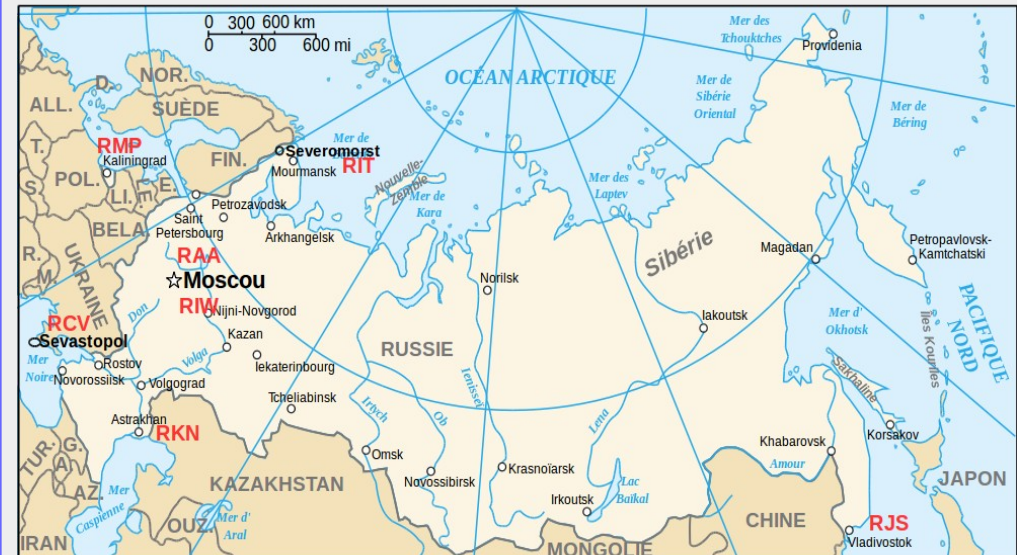 0 300 600 km
0 300 600 mi
Mer des
Tchouktches
Providenia
OCÉAN ARCTIQUE
Mer de
Sibérie
Oriental
Mer de
Béring
D.
NOR.
ALL.
SUÈDE
T.
RMP
Kaliningrad
FIN.
Severomorst
Mer de
RIT
Mourmansk
Nouvelle-
Zemble
Mer de
Kara
Mer des
Laptev
S.
POL.
LI.
LE.
E.
Petrozavodsk
Saint
Petersbourg
Arkhangelsk
BELA.
R.
M.
UKRAINE
RAA
Moscou
RIW
Nijni-Novgorod
Norilsk
Sibérie
Magadan
Petropavlovsk-
Kamtchatski
RCV
Sevastopol
Don
Kazan
Iakoutsk
Mer d'
Okhotsk
Îles Kouriles
PACIFIQUE
NORD
Mer
Noire
Rostov
Novorossiisk
Volga
Iekaterinbourg
RUSSIE
Volgograd
Ienissei
Sakhaline
Tcheliabinsk
Irtych
Ob
Lena
Astrakhan
RKN
Korsakov
TUR.
G.
A.
AZ.
Omsk
Khabarovsk
Amour
Krasnoïarsk
Novossibirsk
KAZAKHSTAN
Mer
Caspienne
Irkoutsk
Lac
Baïkal
JAPON
IRAN
OUZ.
Mer d'
Aral
CHINE
RJS
Vladivostok
MONGOLIE